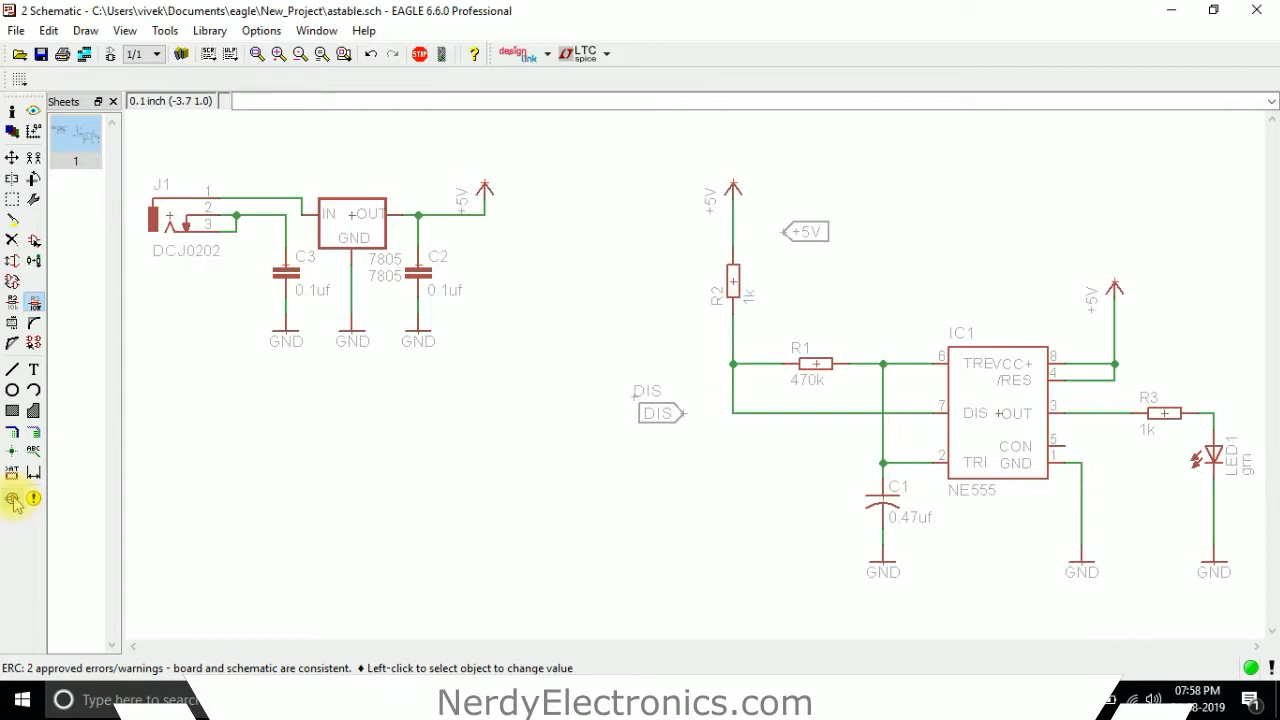 2 Schematic - C:\Users\vivek\Documents\eagle\New_Project\astable.sch - EAGLE 6.6.0 Professional
File Edit Draw View Tools Library Options Window Help
1/1 STOP ? design link LTC spice
Sheets 0.1 inch (-3.7 1.0)
1
J1
1
2
3
DCJ0202
IN +OUT
GND
7805
7805
+5V
C3
0.1uf
C2
0.1uf
GND GND GND
+5V
+5V
R2
1k
R1
470k
DIS
DIS
IC1
6 TRE VCC+ 8
/RES 4
7 DIS +OUT 3
CON 5
2 TRI GND 1
NE555
+5V
R3
1k
LED1
grn
C1
0.47uf
GND GND GND
ERC: 2 approved errors/warnings - board and schematic are consistent. ♦ Left-click to select object to change value
Type here to search
07:58 PM
NerdyElectronics.com